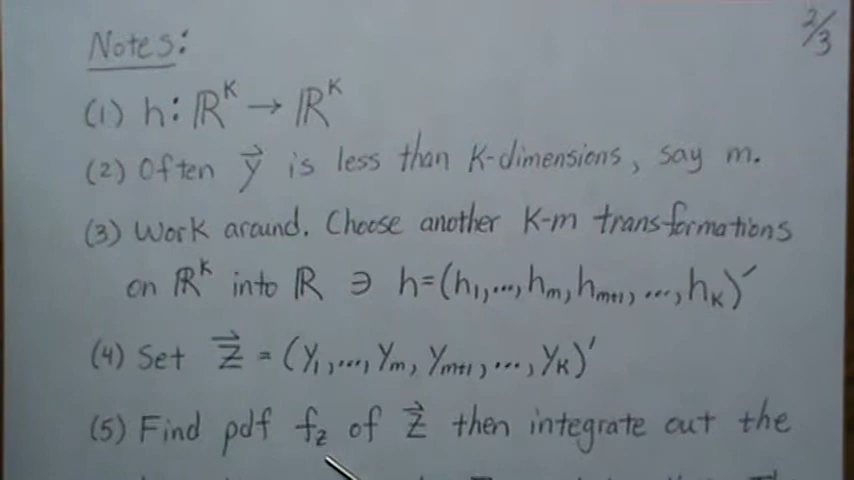 2/3
Notes:
(1) h: ℝᴷ → ℝᴷ
(2) Often y⃗ is less than K-dimensions, say m.
(3) Work around. Choose another K-m transformations
on ℝᴷ into ℝ ∋ h=(h₁,...,hₘ,hₘ₊₁,...,hₖ)′
(4) Set Z⃗ = (y₁,...,yₘ, yₘ₊₁,...,yₖ)′
(5) Find pdf f_z of Z⃗ then integrate out the